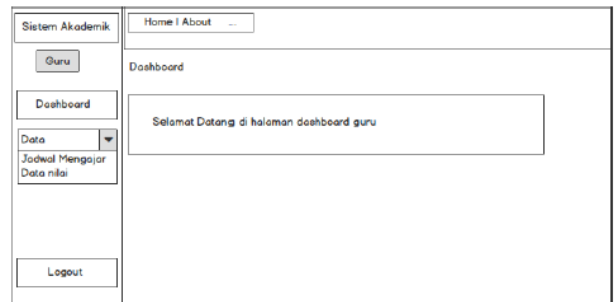 Sistem Akademik
Guru
Dashboard
Data
Jadwal Mengajar
Data nilai
Logout
Home | About ...
Dashboard
Selamat Datang di halaman dashboard guru